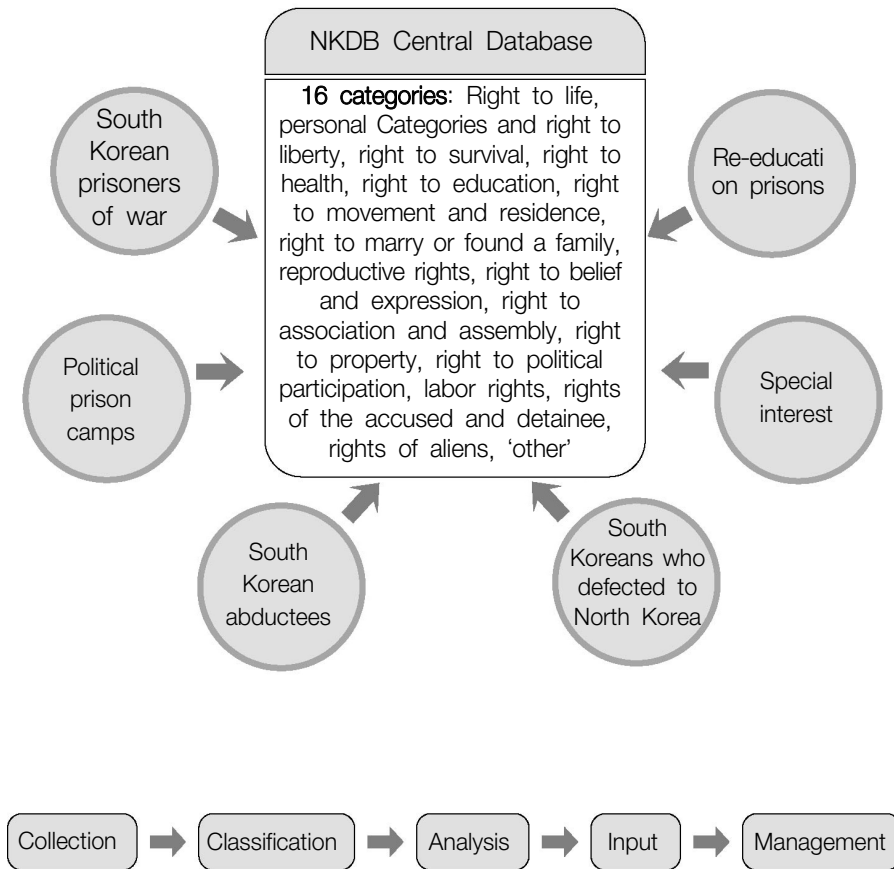 NKDB Central Database
16 categories: Right to life,
personal Categories and right to
liberty, right to survival, right to
health, right to education, right
to movement and residence,
right to marry or found a family,
reproductive rights, right to belief
and expression, right to
association and assembly, right
to property, right to political
participation, labor rights, rights
of the accused and detainee,
rights of aliens, ‘other’
South
Korean
prisoners
of war
Re-educati
on prisons
Political
prison
camps
Special
interest
South
Korean
abductees
South
Koreans who
defected to
North Korea
Collection
Classification
Analysis
Input
Management